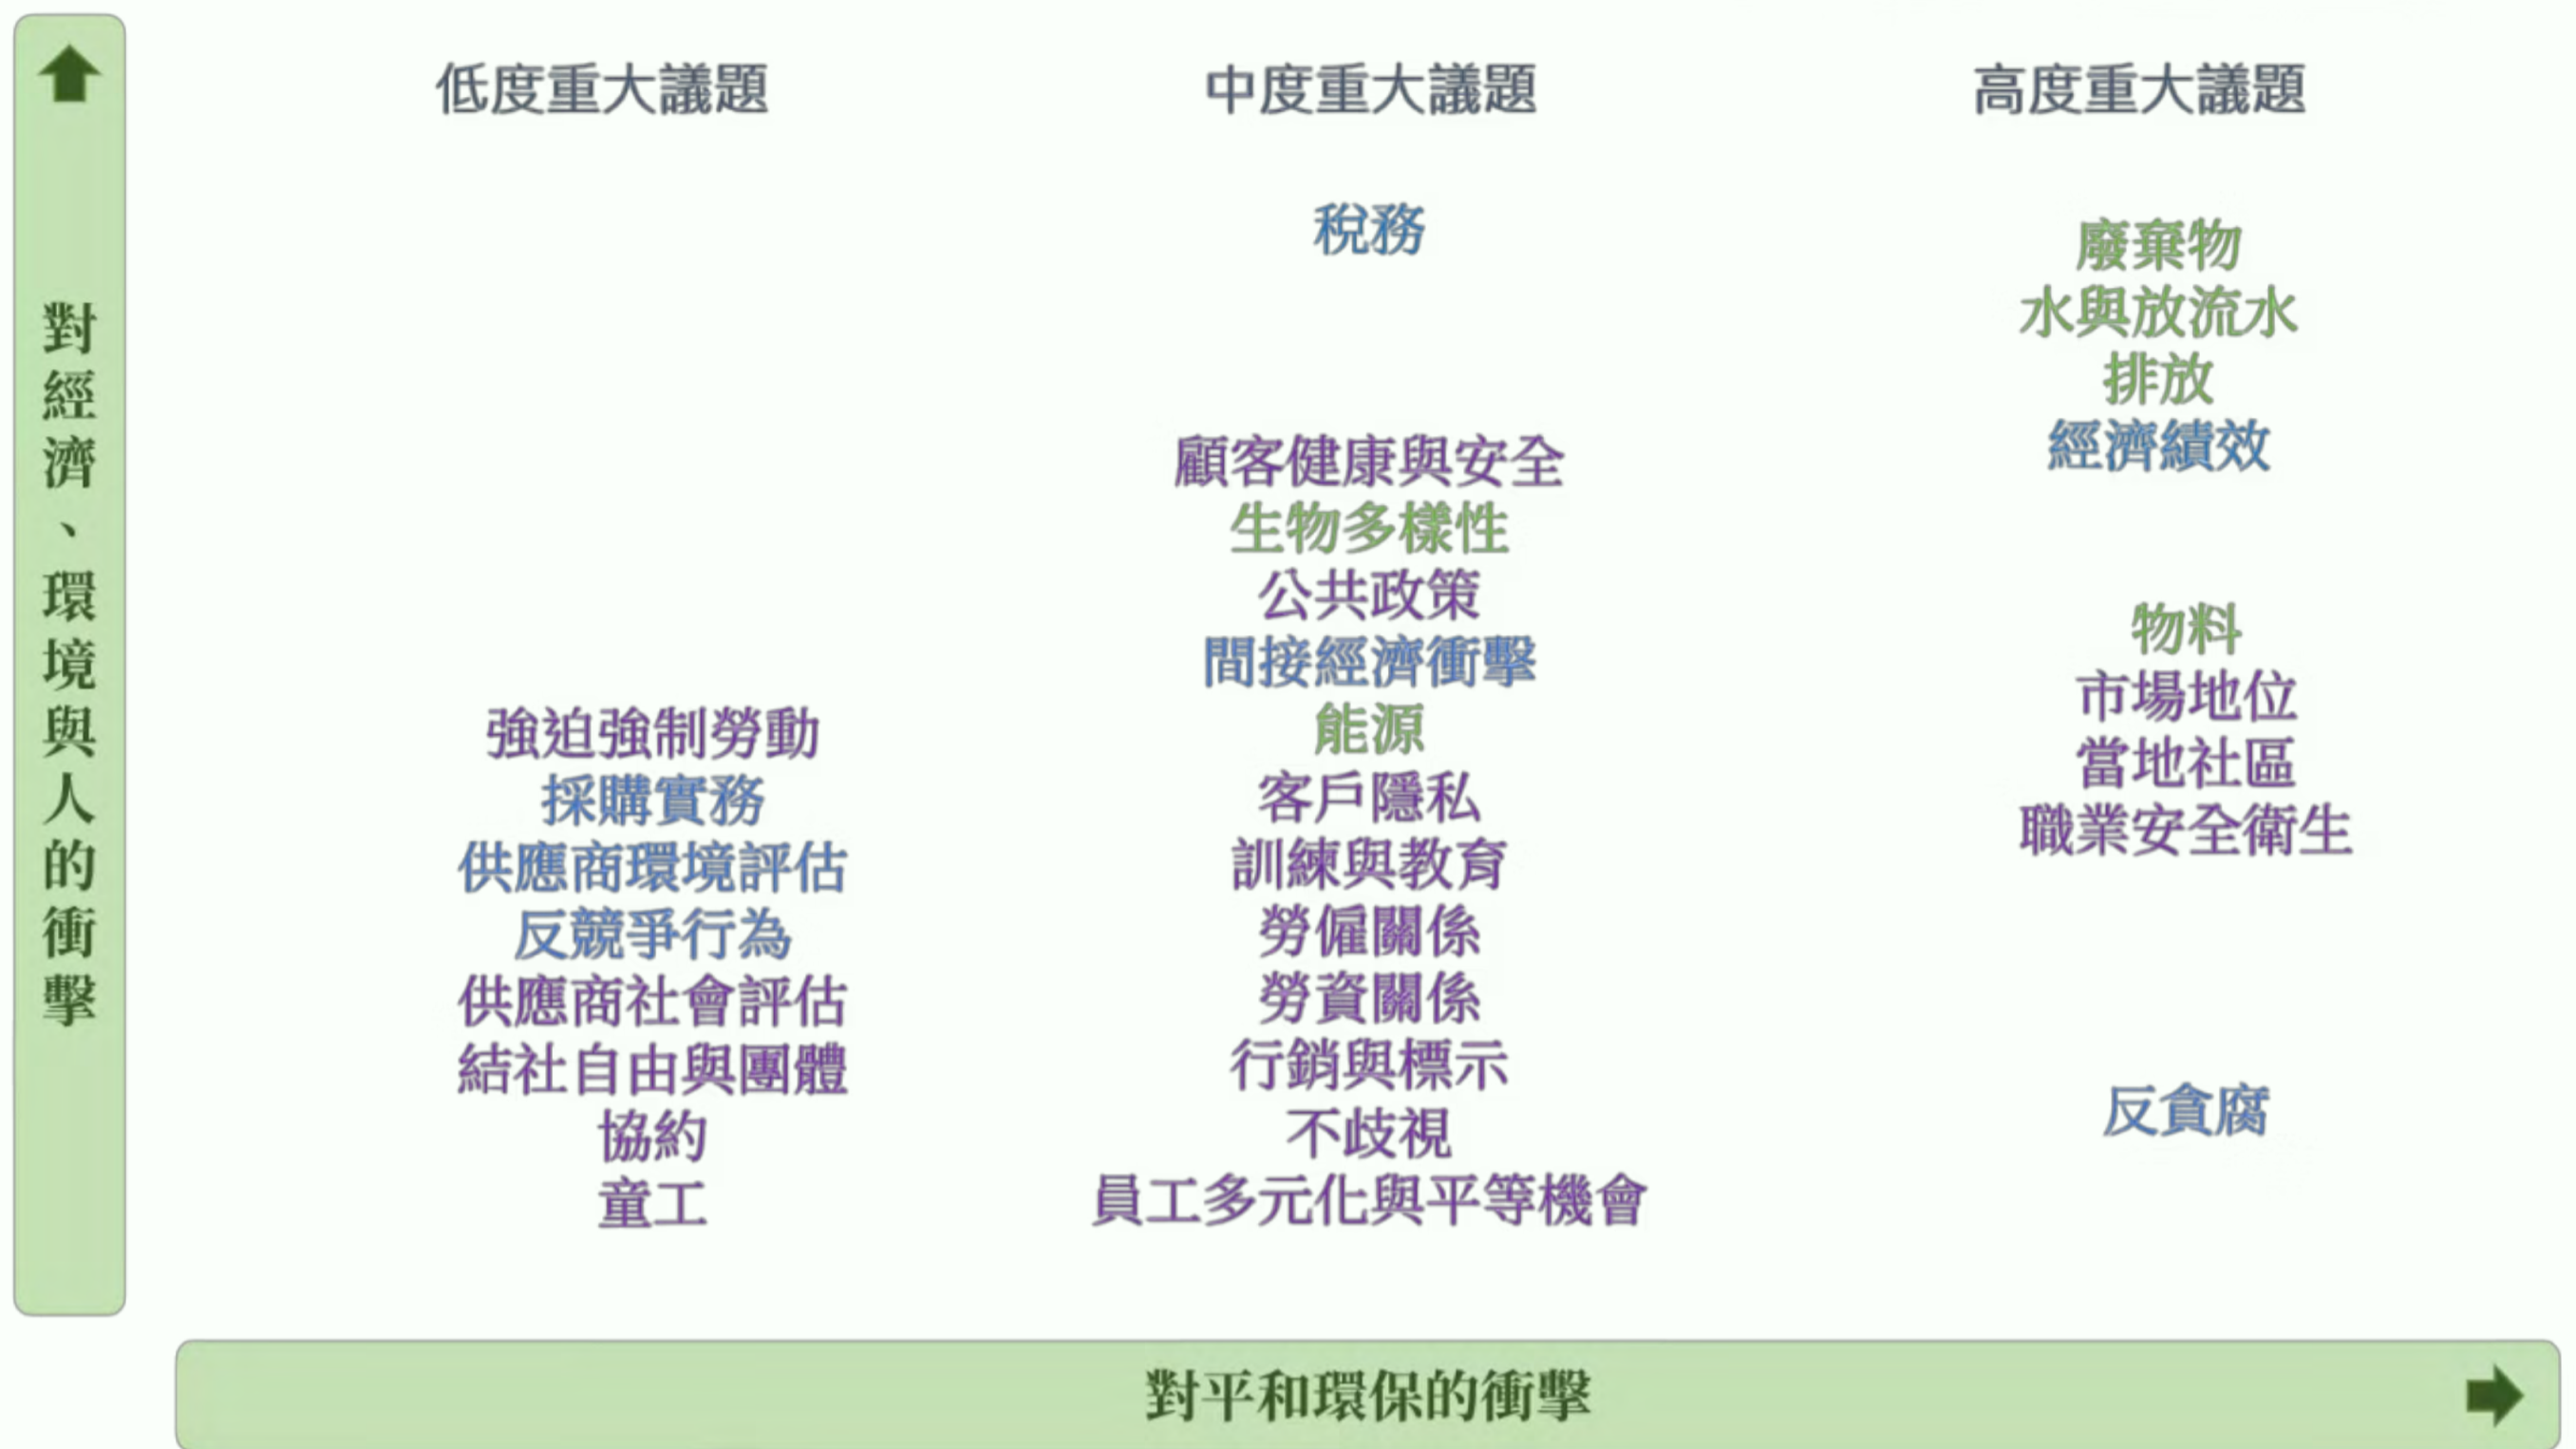 對經濟、環境與人的衝擊
低度重大議題
強迫強制勞動
採購實務
供應商環境評估
反競爭行為
供應商社會評估
結社自由與團體
協約
童工
中度重大議題
稅務
顧客健康與安全
生物多樣性
公共政策
間接經濟衝擊
能源
客戶隱私
訓練與教育
勞僱關係
勞資關係
行銷與標示
不歧視
員工多元化與平等機會
高度重大議題
廢棄物
水與放流水
排放
經濟績效
物料
市場地位
當地社區
職業安全衛生
反貪腐
對平和環保的衝擊